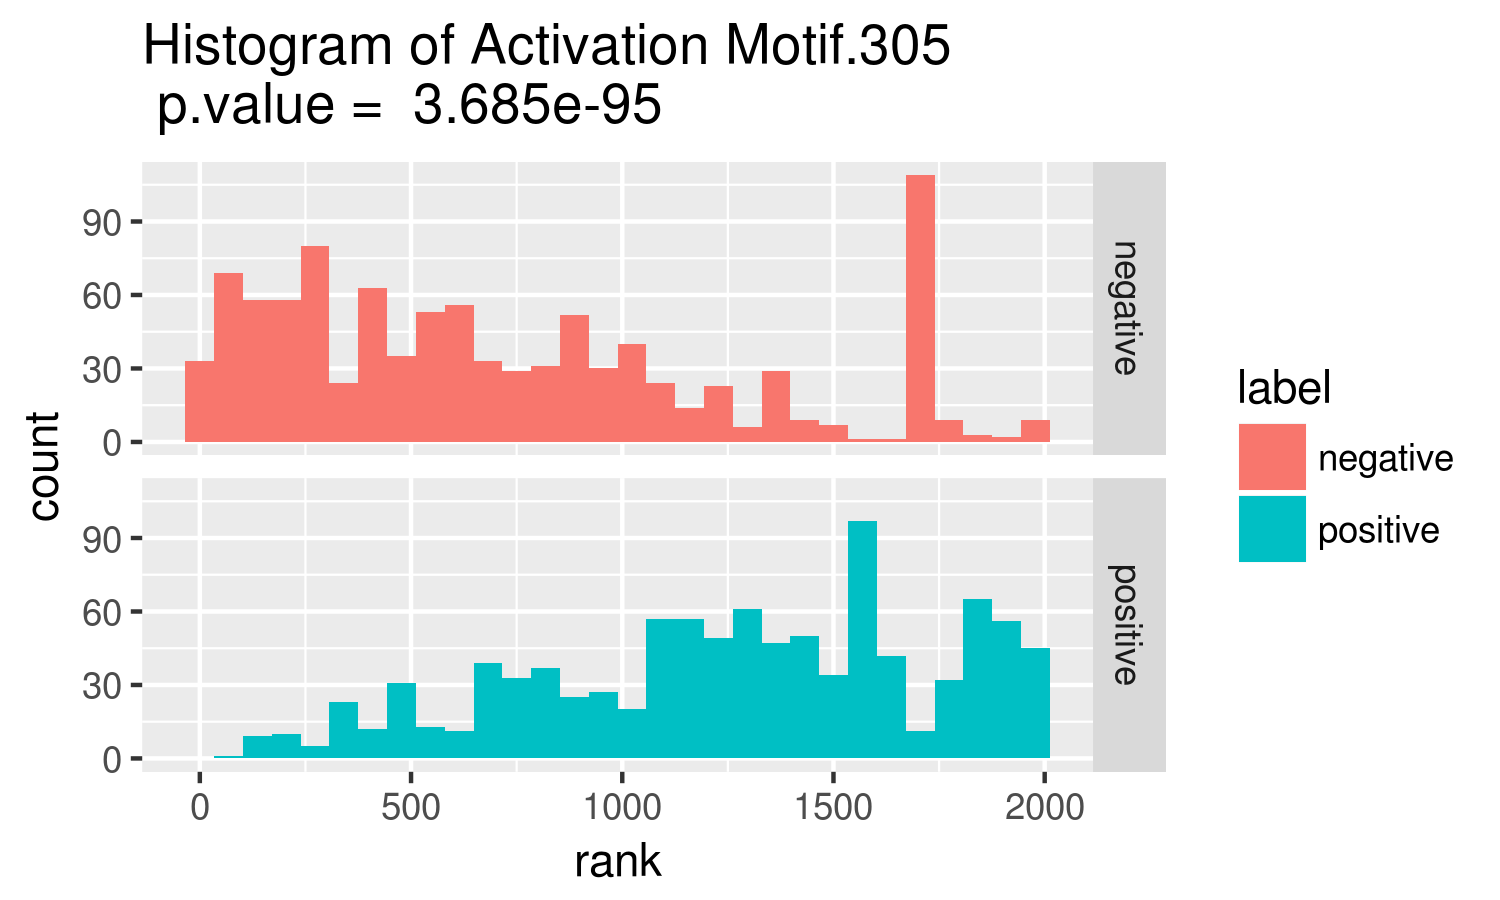 Histogram of Activation Motif.305
p.value = 3.685e-95
90
60
30
0
negative
90
60
30
0
positive
count
0 500 1000 1500 2000
rank
label
negative
positive